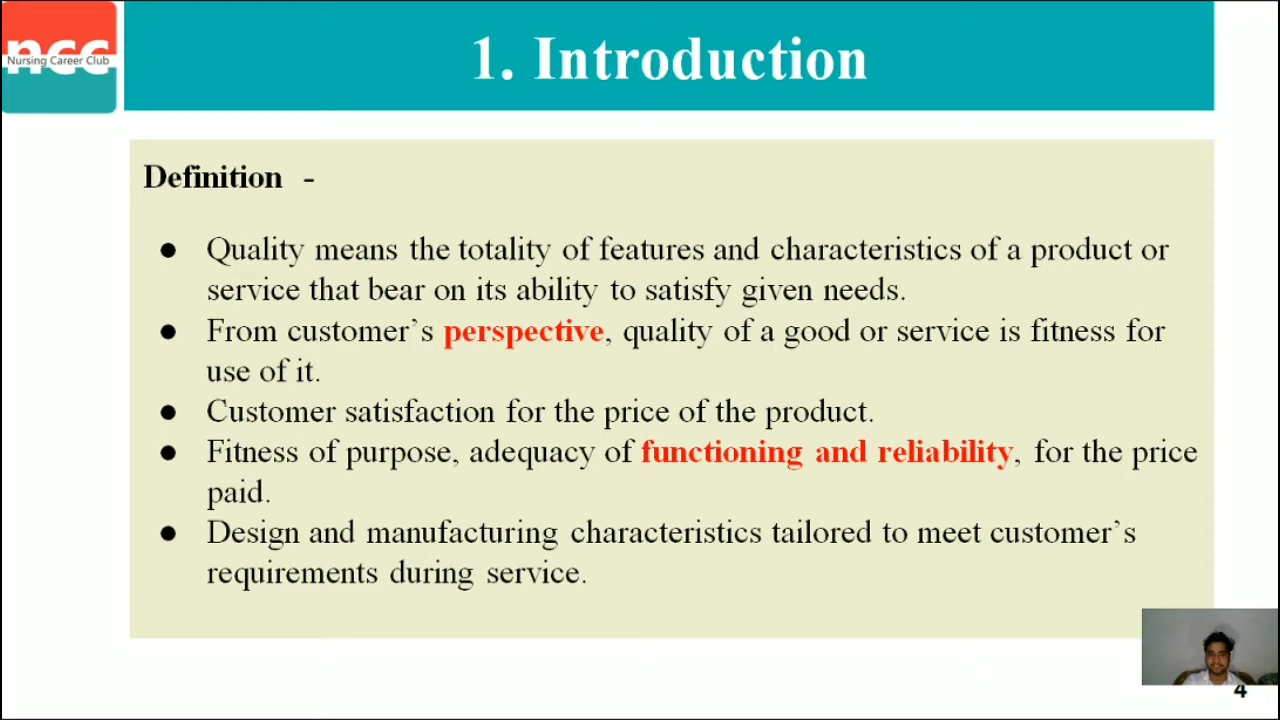 ncc
Nursing Career Club
1. Introduction
Definition -
● Quality means the totality of features and characteristics of a product or
service that bear on its ability to satisfy given needs.
● From customer's perspective, quality of a good or service is fitness for
use of it.
● Customer satisfaction for the price of the product.
● Fitness of purpose, adequacy of functioning and reliability, for the price
paid.
● Design and manufacturing characteristics tailored to meet customer's
requirements during service.
4